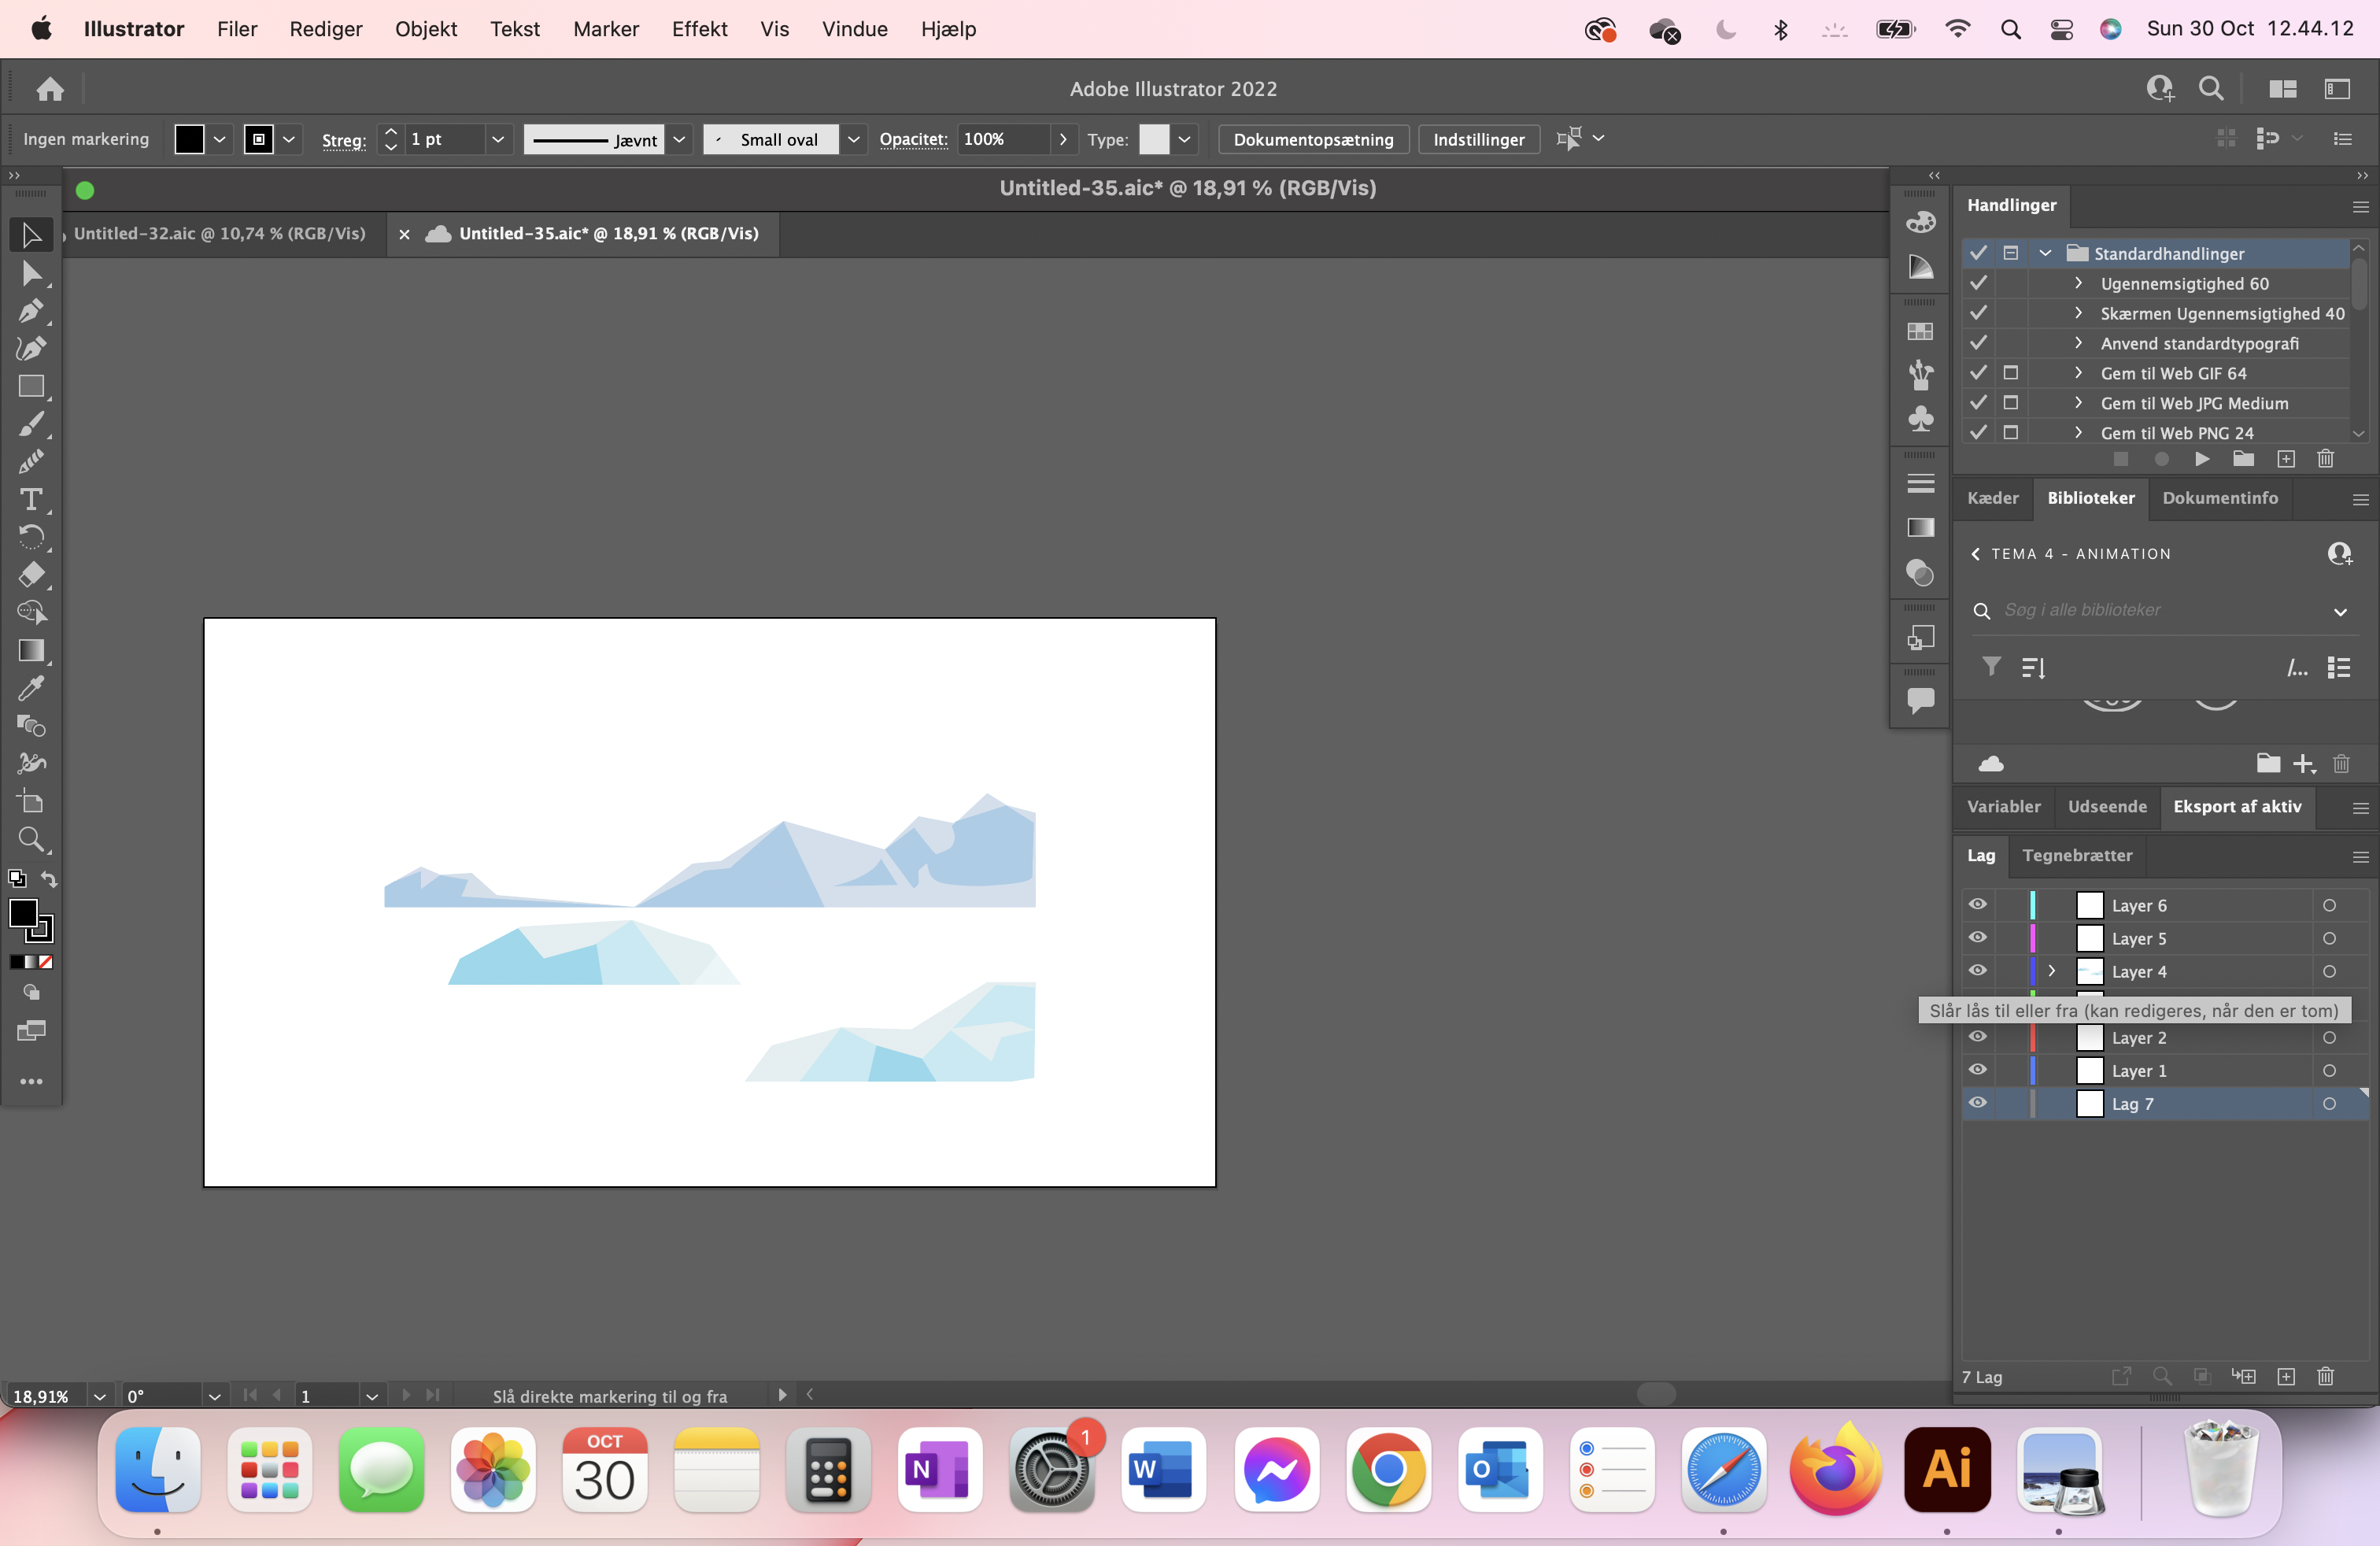 Illustrator Filer Rediger Objekt Tekst Marker Effekt Vis Vindue Hjælp Sun 30 Oct 12.44.12
Adobe Illustrator 2022
Ingen markering Streg: 1 pt Jævnt Small oval Opacitet: 100% Type: Dokumentopsætning Indstillinger
Untitled-35.aic* @ 18,91 % (RGB/Vis)
Untitled-32.aic @ 10,74 % (RGB/Vis) Untitled-35.aic* @ 18,91 % (RGB/Vis)
Handlinger
Standardhandlinger
Ugennemsigtighed 60
Skærmen Ugennemsigtighed 40
Anvend standardtypografi
Gem til Web GIF 64
Gem til Web JPG Medium
Gem til Web PNG 24
Kæder Biblioteker Dokumentinfo
TEMA 4 - ANIMATION
Søg i alle biblioteker
/...
Variabler Udseende Eksport af aktiv
Lag Tegnebrætter
Layer 6
Layer 5
Layer 4
Slår lås til eller fra (kan redigeres, når den er tom)
Layer 2
Layer 1
Lag 7
7 Lag
18,91% 0° 1 Slå direkte markering til og fra
OCT
30
N
1
W
O
Ai